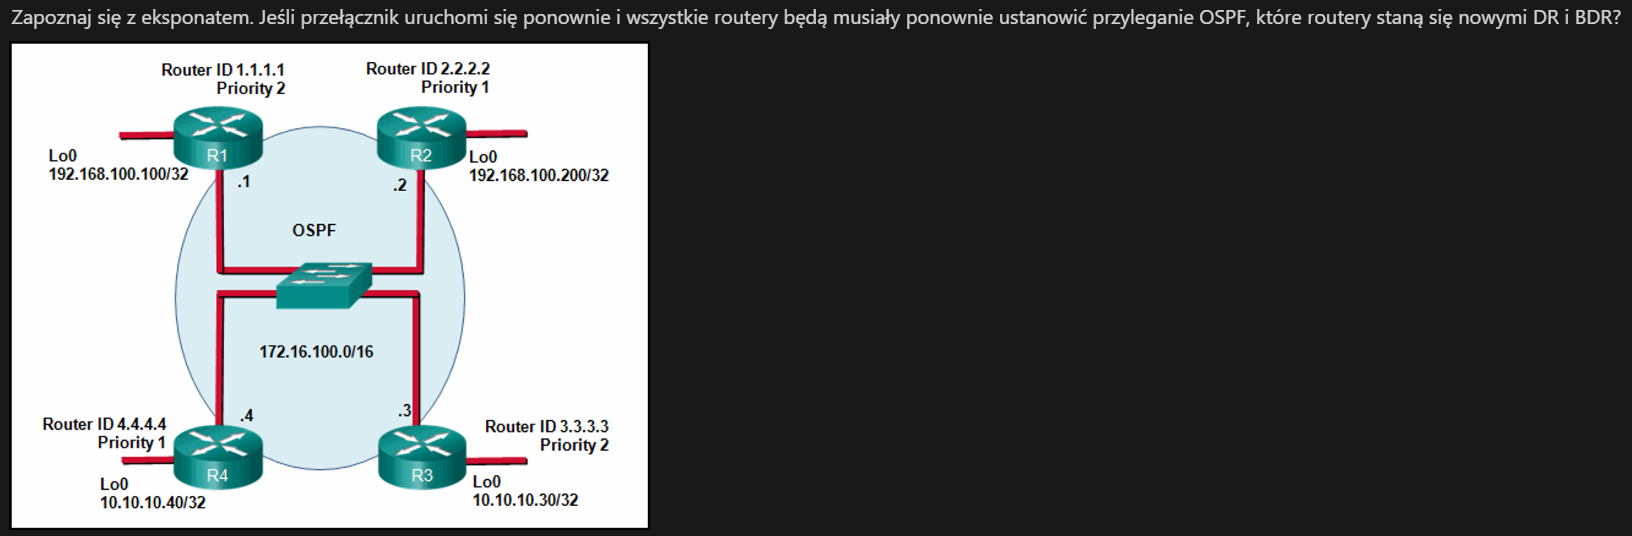 Zapoznaj się z eksponatem. Jeśli przełącznik uruchomi się ponownie i wszystkie routery będą musiały ponownie ustanowić przyleganie OSPF, które routery staną się nowymi DR i BDR?
Router ID 1.1.1.1
Priority 2
Router ID 2.2.2.2
Priority 1
R1
R2
Lo0
192.168.100.100/32
Lo0
192.168.100.200/32
.1
.2
OSPF
172.16.100.0/16
.4
.3
Router ID 4.4.4.4
Priority 1
Router ID 3.3.3.3
Priority 2
R4
R3
Lo0
10.10.10.40/32
Lo0
10.10.10.30/32